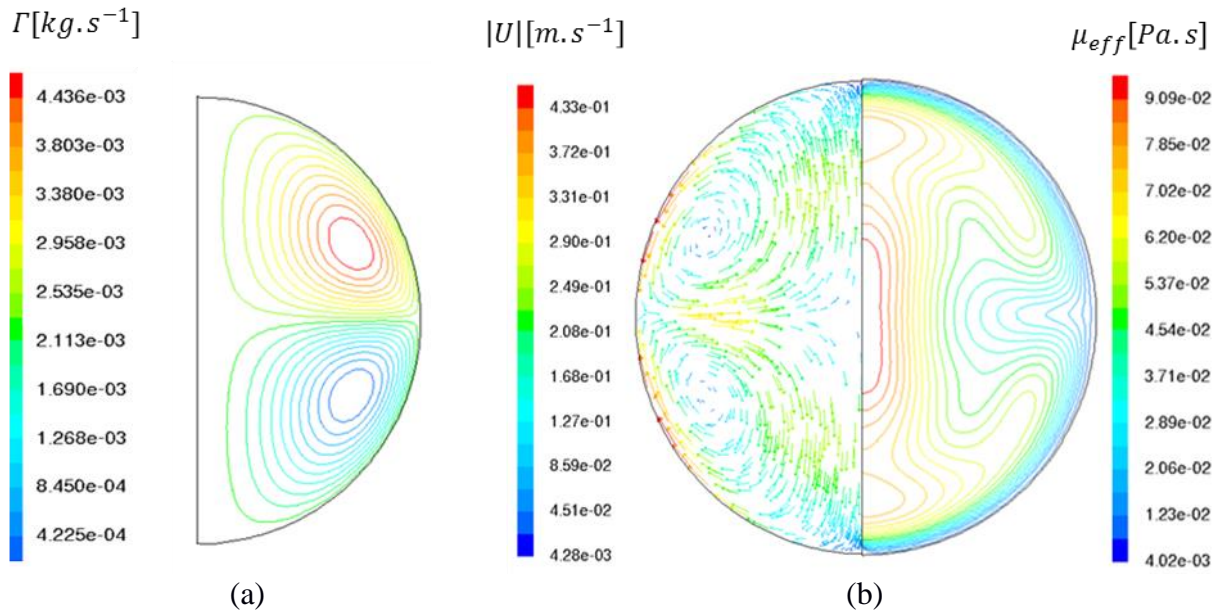 Γ[kg.s⁻¹]
4.436e-03
3.803e-03
3.380e-03
2.958e-03
2.535e-03
2.113e-03
1.690e-03
1.268e-03
8.450e-04
4.225e-04
(a)
|U|[m.s⁻¹]
4.33e-01
3.72e-01
3.31e-01
2.90e-01
2.49e-01
2.08e-01
1.68e-01
1.27e-01
8.59e-02
4.51e-02
4.28e-03
μeff[Pa.s]
9.09e-02
7.85e-02
7.02e-02
6.20e-02
5.37e-02
4.54e-02
3.71e-02
2.89e-02
2.06e-02
1.23e-02
4.02e-03
(b)